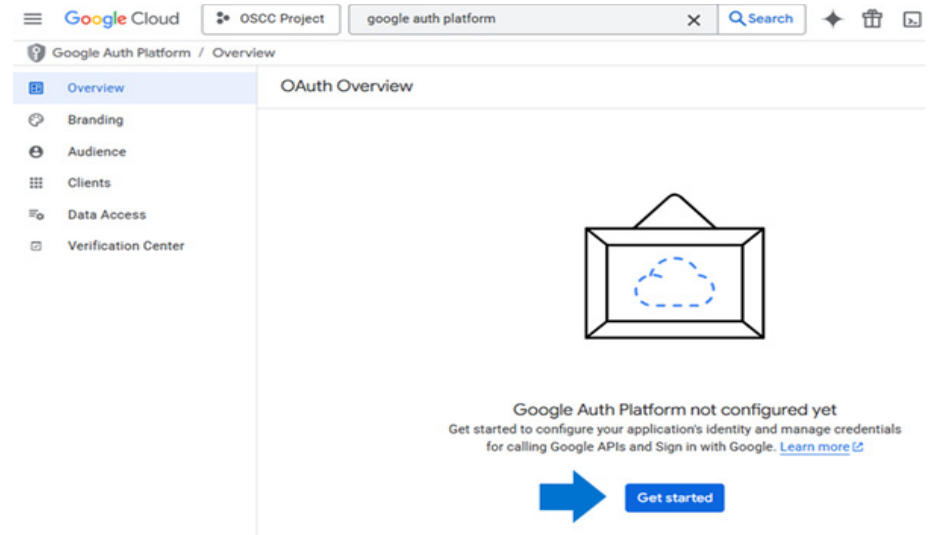 Google Cloud
OSCC Project
google auth platform
Search
Google Auth Platform / Overview
Overview
OAuth Overview
Branding
Audience
Clients
Data Access
Verification Center
Google Auth Platform not configured yet
Get started to configure your application's identity and manage credentials
for calling Google APIs and Sign in with Google. Learn more
Get started